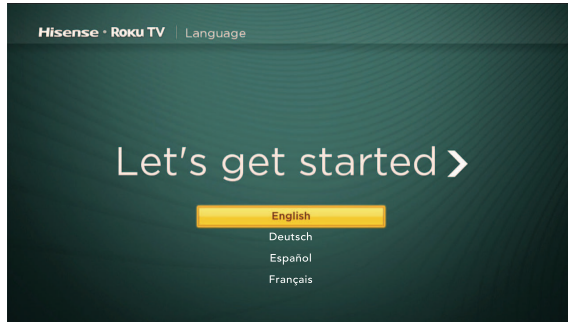 Hisense • Roku TV | Language
Let's get started >
English
Deutsch
Español
Français